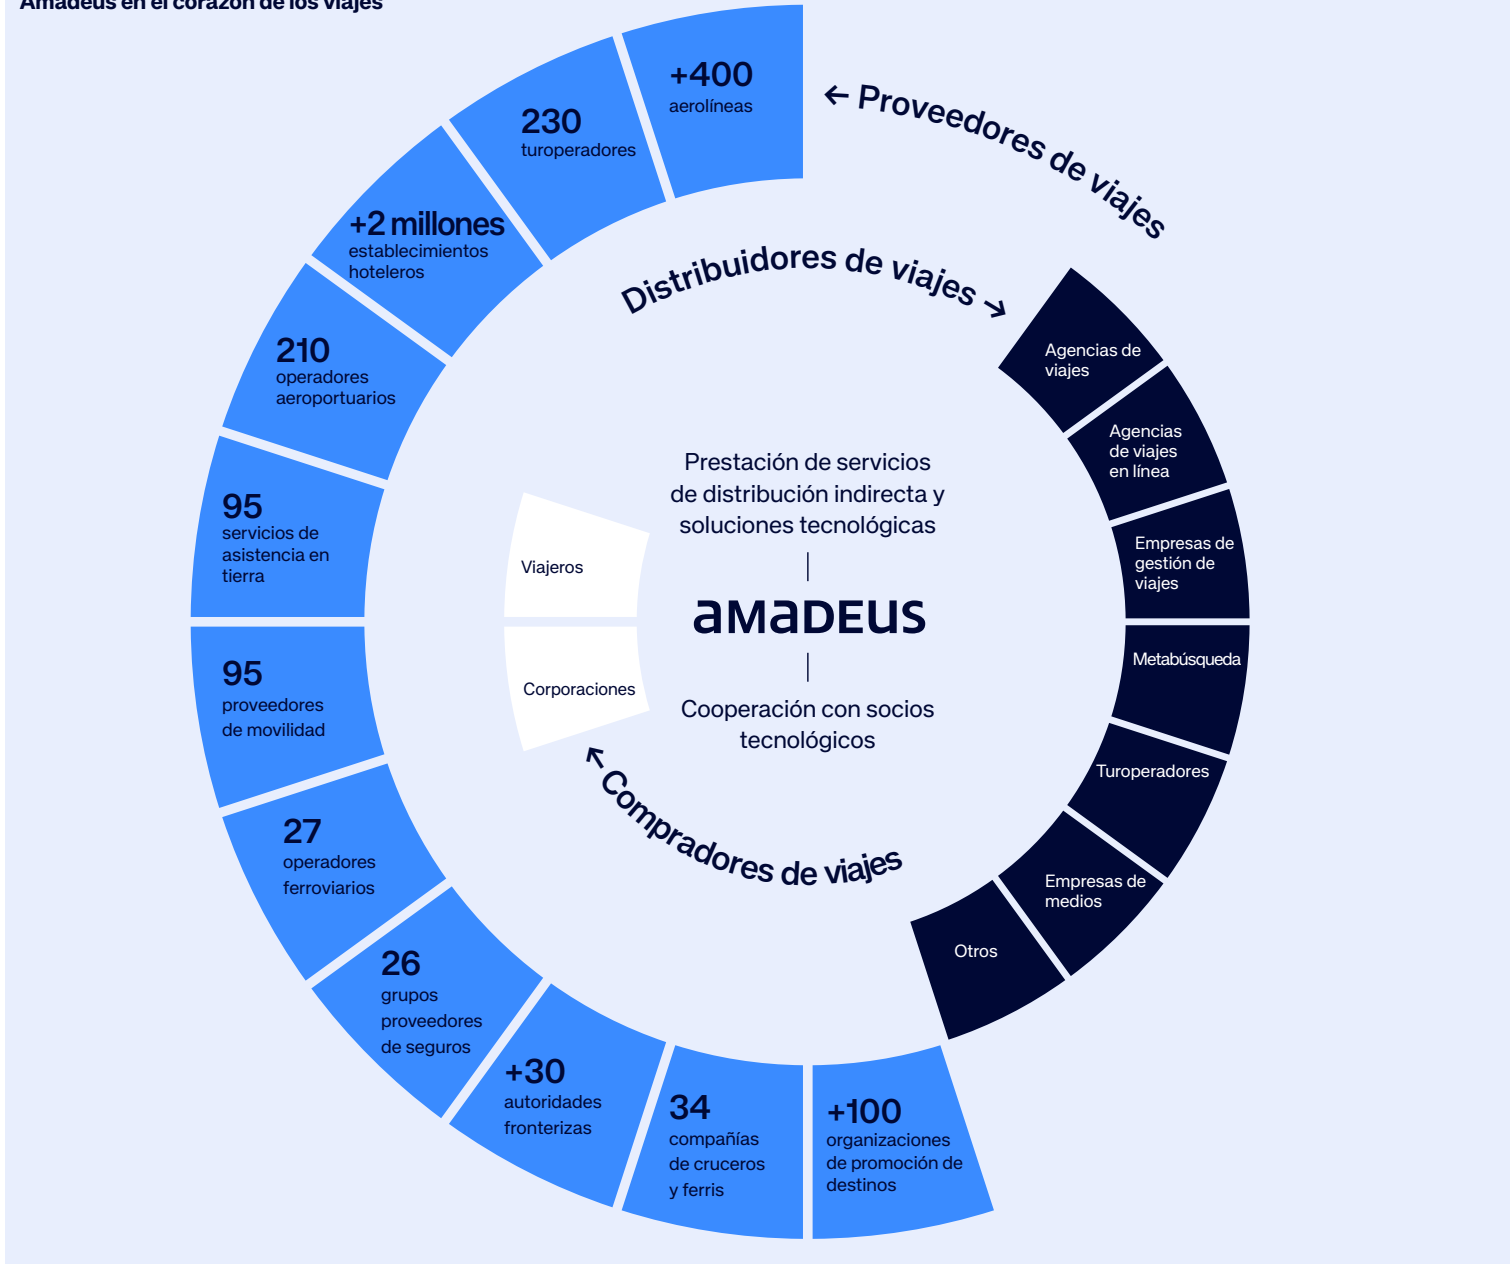 Amadeus en el corazón de los viajes
← Proveedores de viajes
+400
aerolíneas
230
turoperadores
+2 millones
establecimientos
hoteleros
210
operadores
aeroportuarios
95
servicios de
asistencia en
tierra
95
proveedores
de movilidad
27
operadores
ferroviarios
26
grupos
proveedores
de seguros
+30
autoridades
fronterizas
34
compañías
de cruceros
y ferris
+100
organizaciones
de promoción de
destinos
Distribuidores de viajes →
Agencias de
viajes
Agencias
de viajes
en línea
Empresas de
gestión de
viajes
Metabúsqueda
Turoperadores
Empresas de
medios
Otros
Prestación de servicios
de distribución indirecta y
soluciones tecnológicas
aMaDEUS
Cooperación con socios
tecnológicos
Viajeros
Corporaciones
← Compradores de viajes